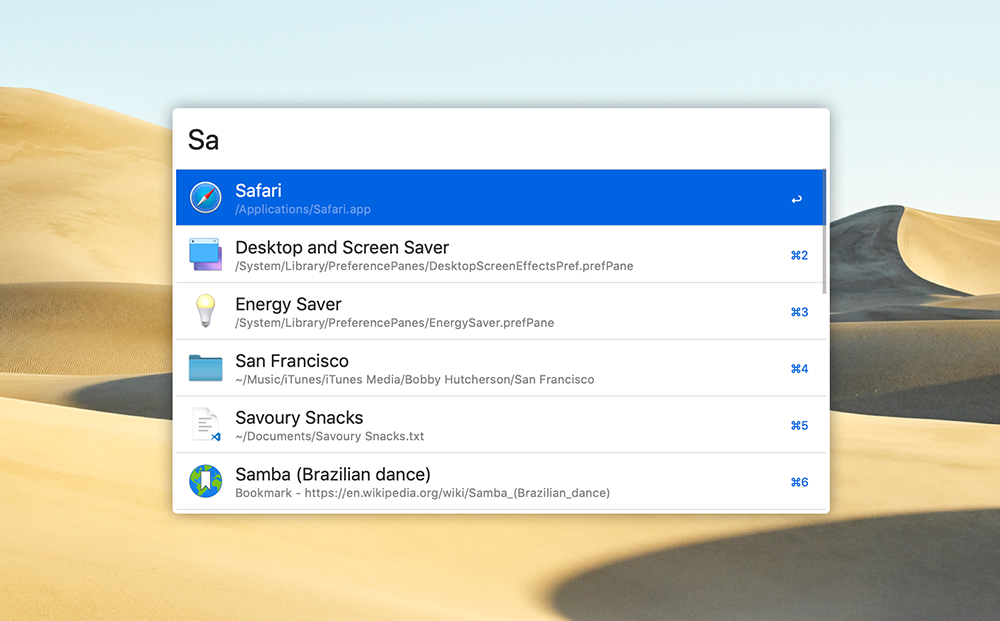 Sa
Safari
/Applications/Safari.app
↩
Desktop and Screen Saver
/System/Library/PreferencePanes/DesktopScreenEffectsPref.prefPane
⌘2
Energy Saver
/System/Library/PreferencePanes/EnergySaver.prefPane
⌘3
San Francisco
~/Music/iTunes/iTunes Media/Bobby Hutcherson/San Francisco
⌘4
Savoury Snacks
~/Documents/Savoury Snacks.txt
⌘5
Samba (Brazilian dance)
Bookmark - https://en.wikipedia.org/wiki/Samba_(Brazilian_dance)
⌘6